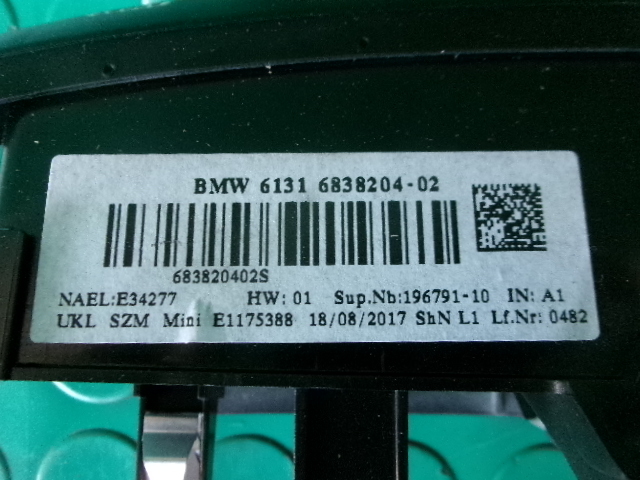 BMW 6131 6838204-02
683820402S
NAEL:E34277 HW: 01 Sup.Nb:196791-10 IN: A1
UKL SZM Mini E1175388 18/08/2017 ShN L1 Lf.Nr: 0482